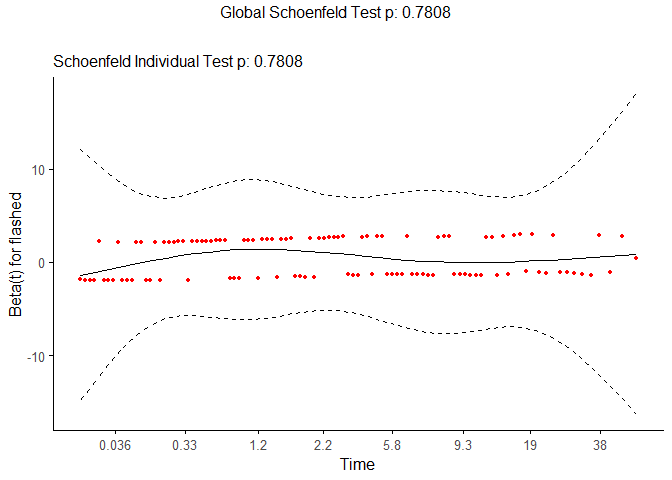 Global Schoenfeld Test p: 0.7808
Schoenfeld Individual Test p: 0.7808
Beta(t) for flashed
10
0
-10
0.036 0.33 1.2 2.2 5.8 9.3 19 38
Time